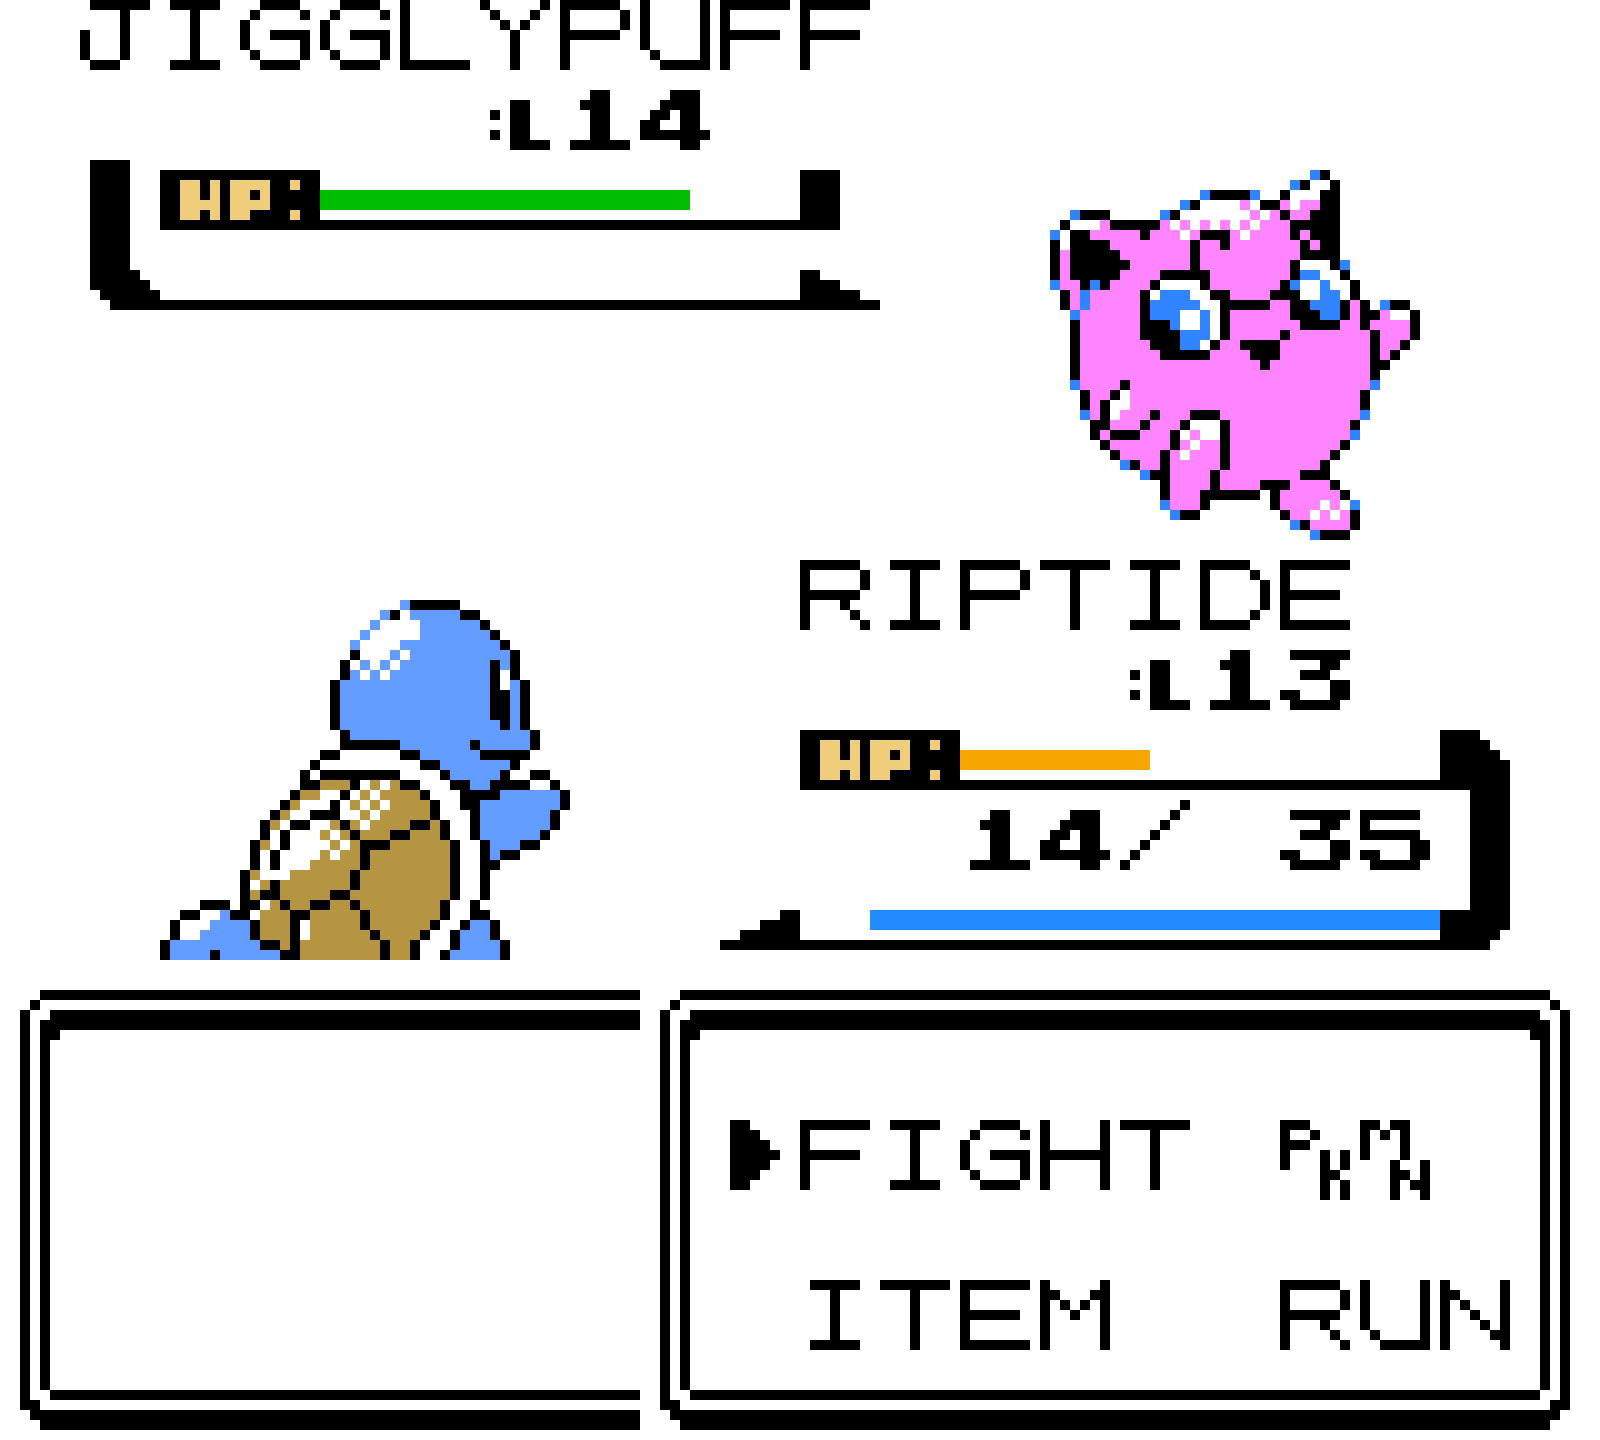 JIGGLYPUFF
:L14
HP:
RIPTIDE
:L13
HP:
14/ 35
FIGHT PKMN
ITEM RUN